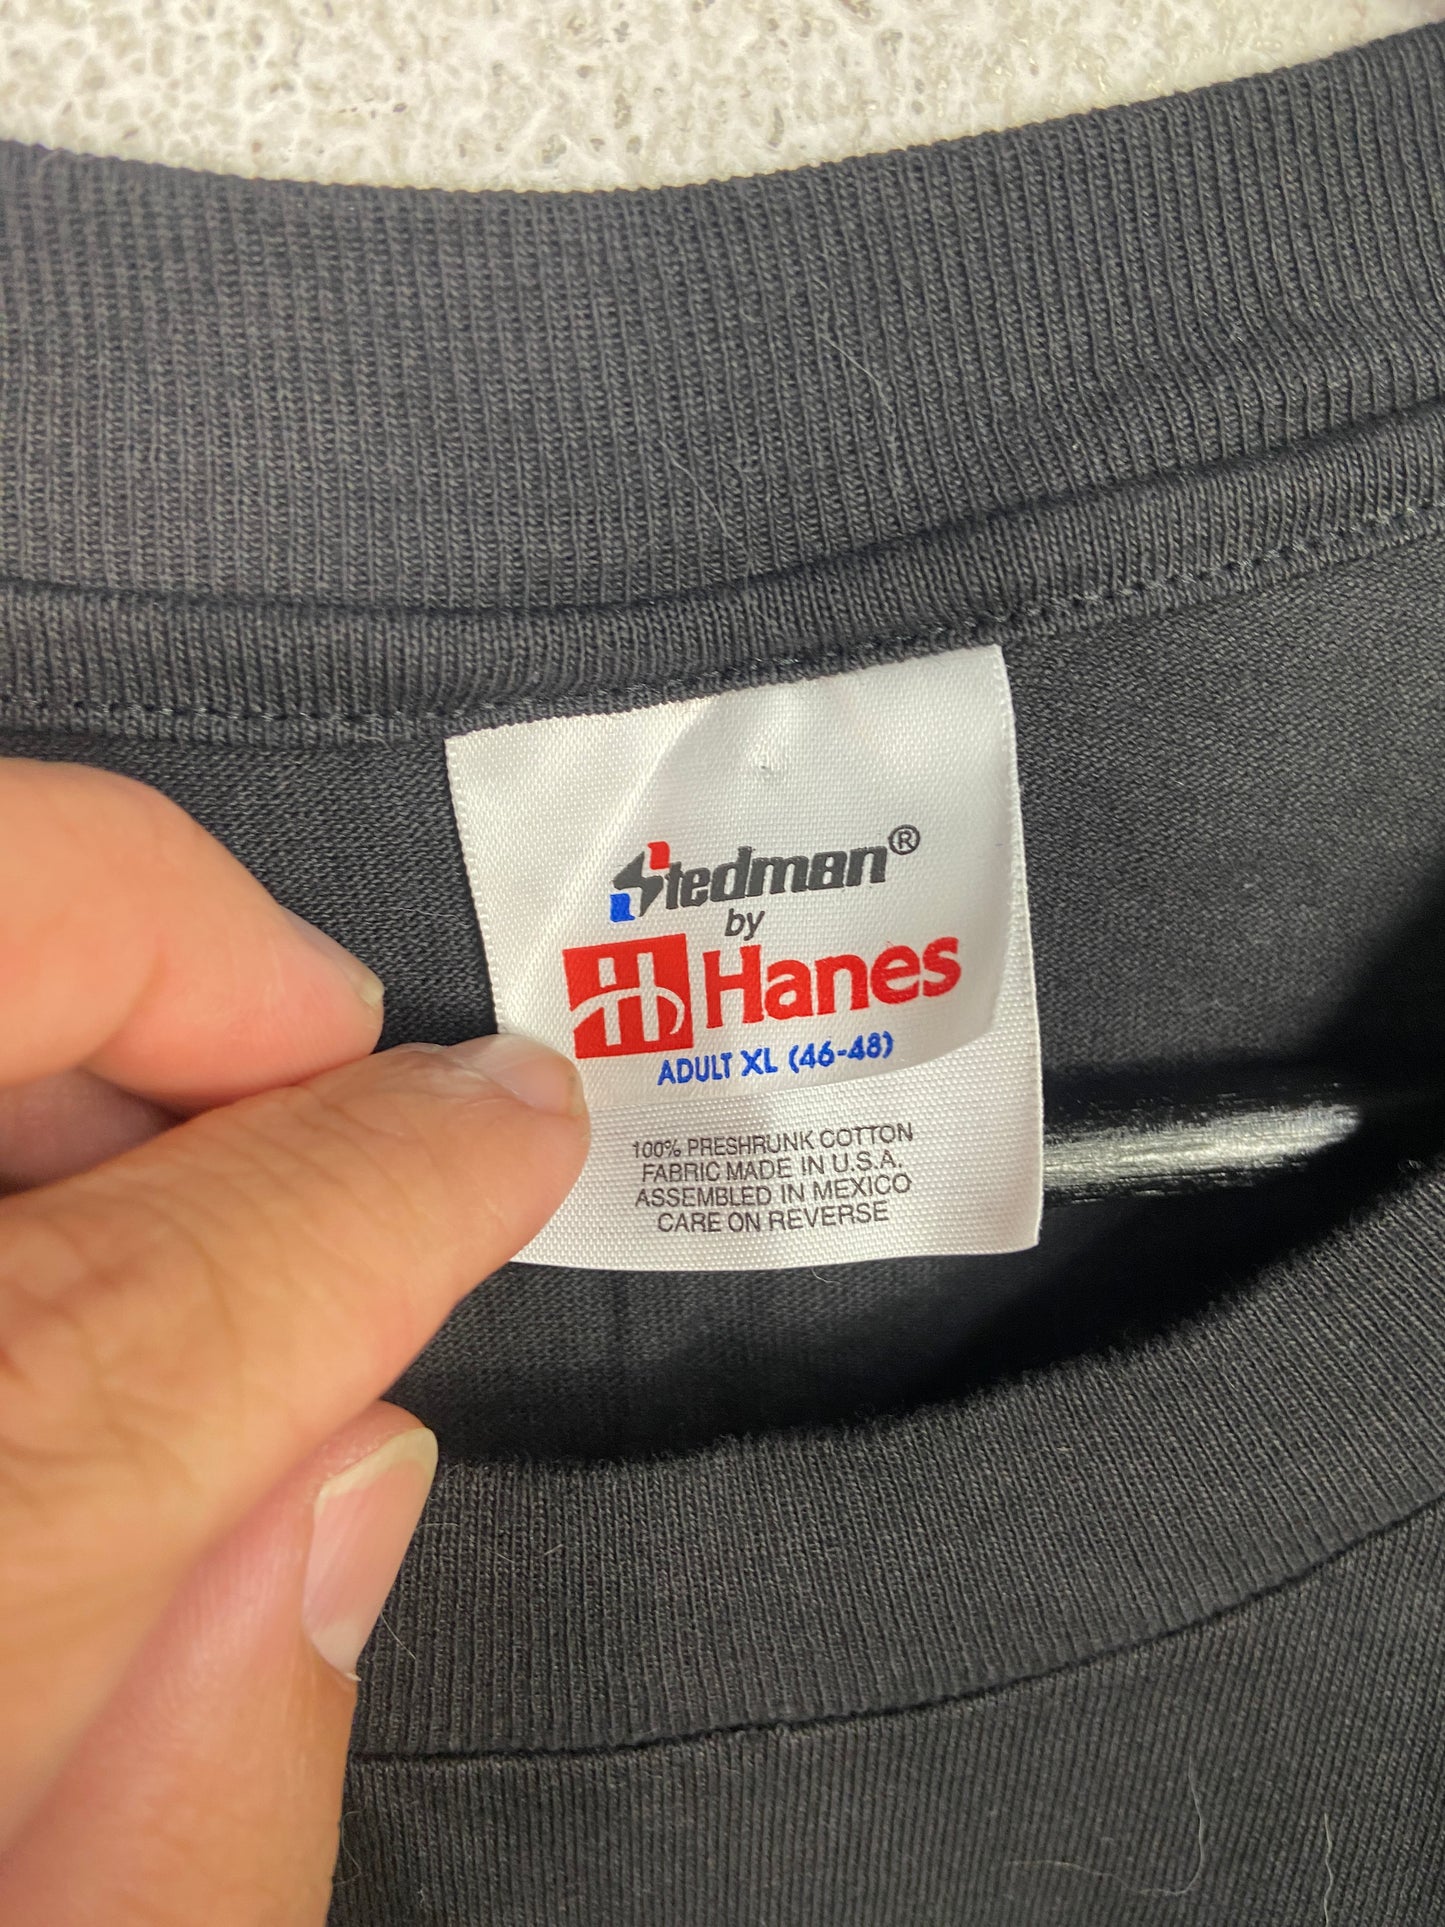 Stedman®
by
Hanes
ADULT XL (46-48)
100% PRESHRUNK COTTON
FABRIC MADE IN U.S.A.
ASSEMBLED IN MEXICO
CARE ON REVERSE